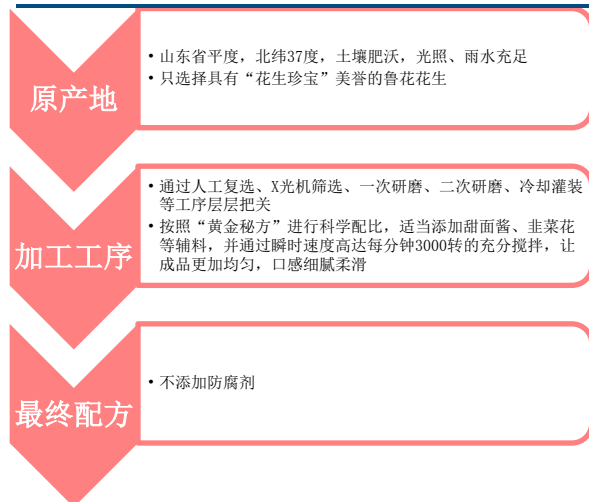 原产地
• 山东省平度，北纬37度，土壤肥沃，光照、雨水充足
• 只选择具有“花生珍宝”美誉的鲁花花生
加工工序
• 通过人工复选、X光机筛选、一次研磨、二次研磨、冷却灌装
等工序层层把关
• 按照“黄金秘方”进行科学配比，适当添加甜面酱、韭菜花
等辅料，并通过瞬时速度高达每分钟3000转的充分搅拌，让
成品更加均匀，口感细腻柔滑
最终配方
• 不添加防腐剂